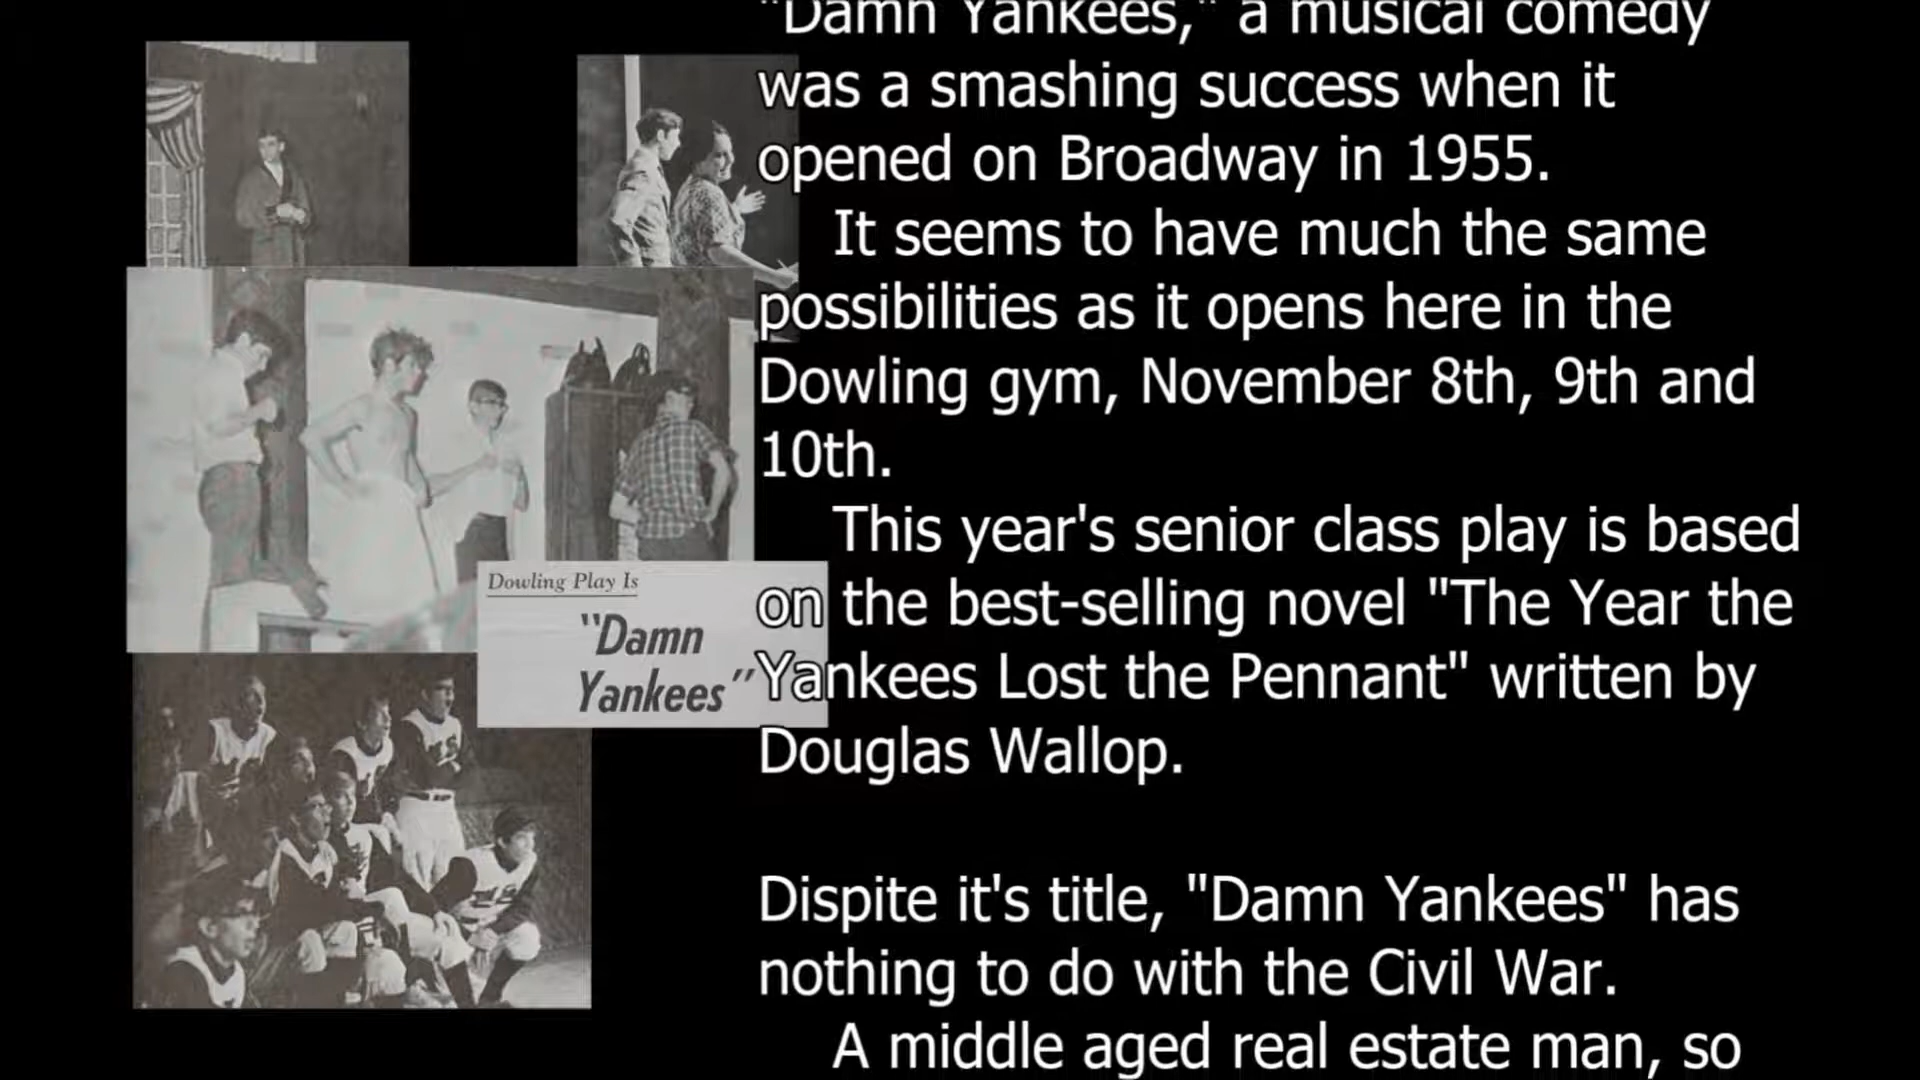 "Damn Yankees," a musical comedy
was a smashing success when it
opened on Broadway in 1955.
It seems to have much the same
possibilities as it opens here in the
Dowling gym, November 8th, 9th and
10th.
This year's senior class play is based
on the best-selling novel "The Year the
Yankees Lost the Pennant" written by
Douglas Wallop.
Dispite it's title, "Damn Yankees" has
nothing to do with the Civil War.
A middle aged real estate man, so
Dowling Play Is
"Damn
Yankees"